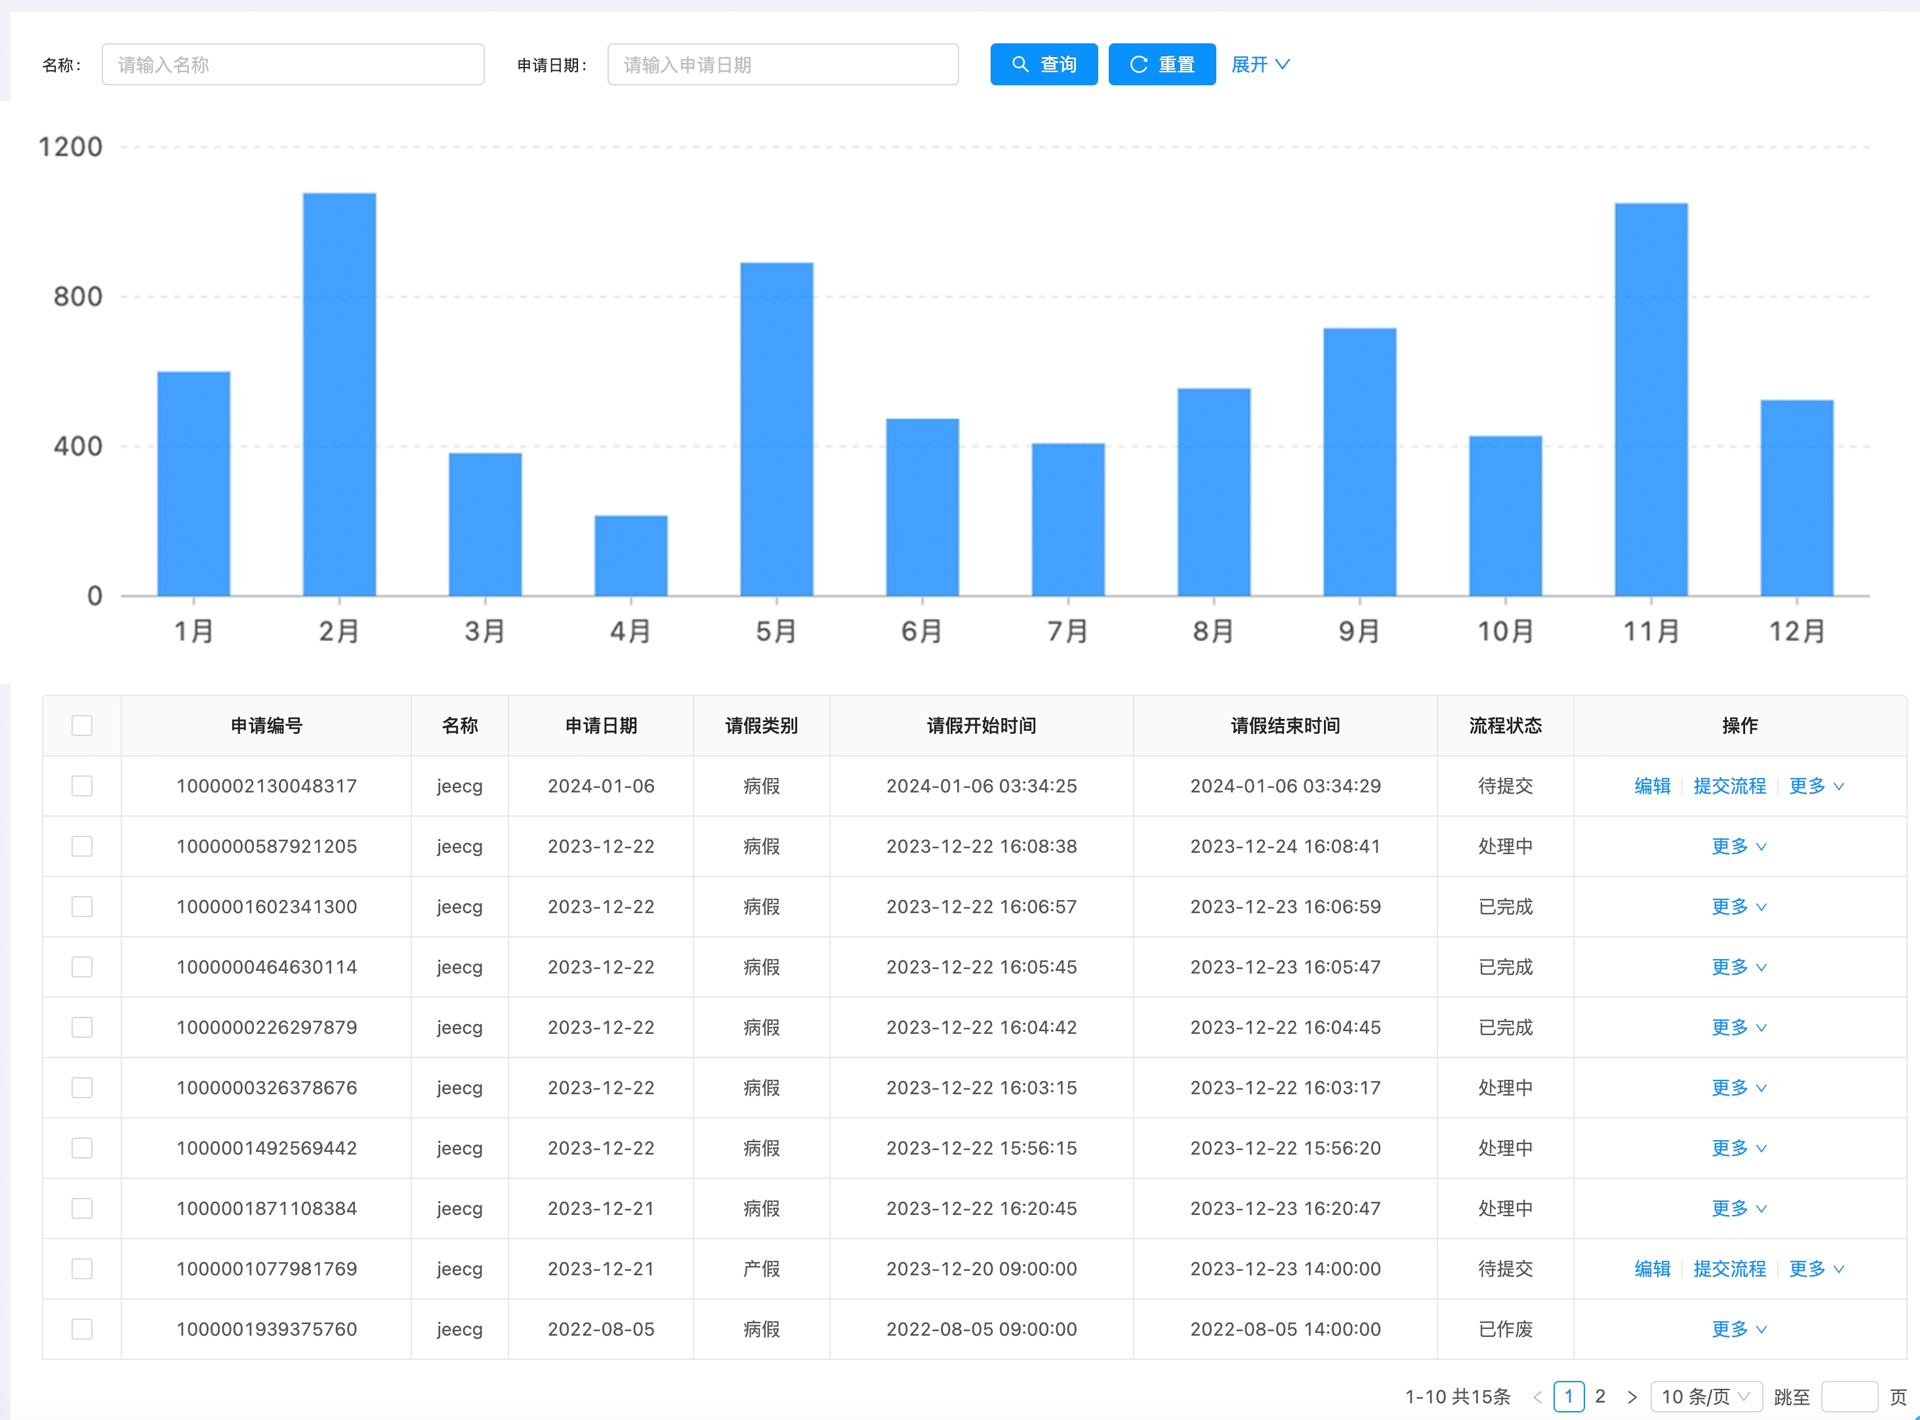 名称: 请输入名称 申请日期: 请输入申请日期 查询 重置 展开
1200
800
400
0
1月 2月 3月 4月 5月 6月 7月 8月 9月 10月 11月 12月
申请编号 名称 申请日期 请假类别 请假开始时间 请假结束时间 流程状态 操作
1000002130048317 jeecg 2024-01-06 病假 2024-01-06 03:34:25 2024-01-06 03:34:29 待提交 编辑 提交流程 更多
1000000587921205 jeecg 2023-12-22 病假 2023-12-22 16:08:38 2023-12-24 16:08:41 处理中 更多
1000001602341300 jeecg 2023-12-22 病假 2023-12-22 16:06:57 2023-12-23 16:06:59 已完成 更多
1000000464630114 jeecg 2023-12-22 病假 2023-12-22 16:05:45 2023-12-23 16:05:47 已完成 更多
1000000226297879 jeecg 2023-12-22 病假 2023-12-22 16:04:42 2023-12-22 16:04:45 已完成 更多
1000000326378676 jeecg 2023-12-22 病假 2023-12-22 16:03:15 2023-12-22 16:03:17 处理中 更多
1000001492569442 jeecg 2023-12-22 病假 2023-12-22 15:56:15 2023-12-22 15:56:20 处理中 更多
1000001871108384 jeecg 2023-12-21 病假 2023-12-22 16:20:45 2023-12-23 16:20:47 处理中 更多
1000001077981769 jeecg 2023-12-21 产假 2023-12-20 09:00:00 2023-12-23 14:00:00 待提交 编辑 提交流程 更多
1000001939375760 jeecg 2022-08-05 病假 2022-08-05 09:00:00 2022-08-05 14:00:00 已作废 更多
1-10 共15条 < 1 2 > 10 条/页 跳至 页